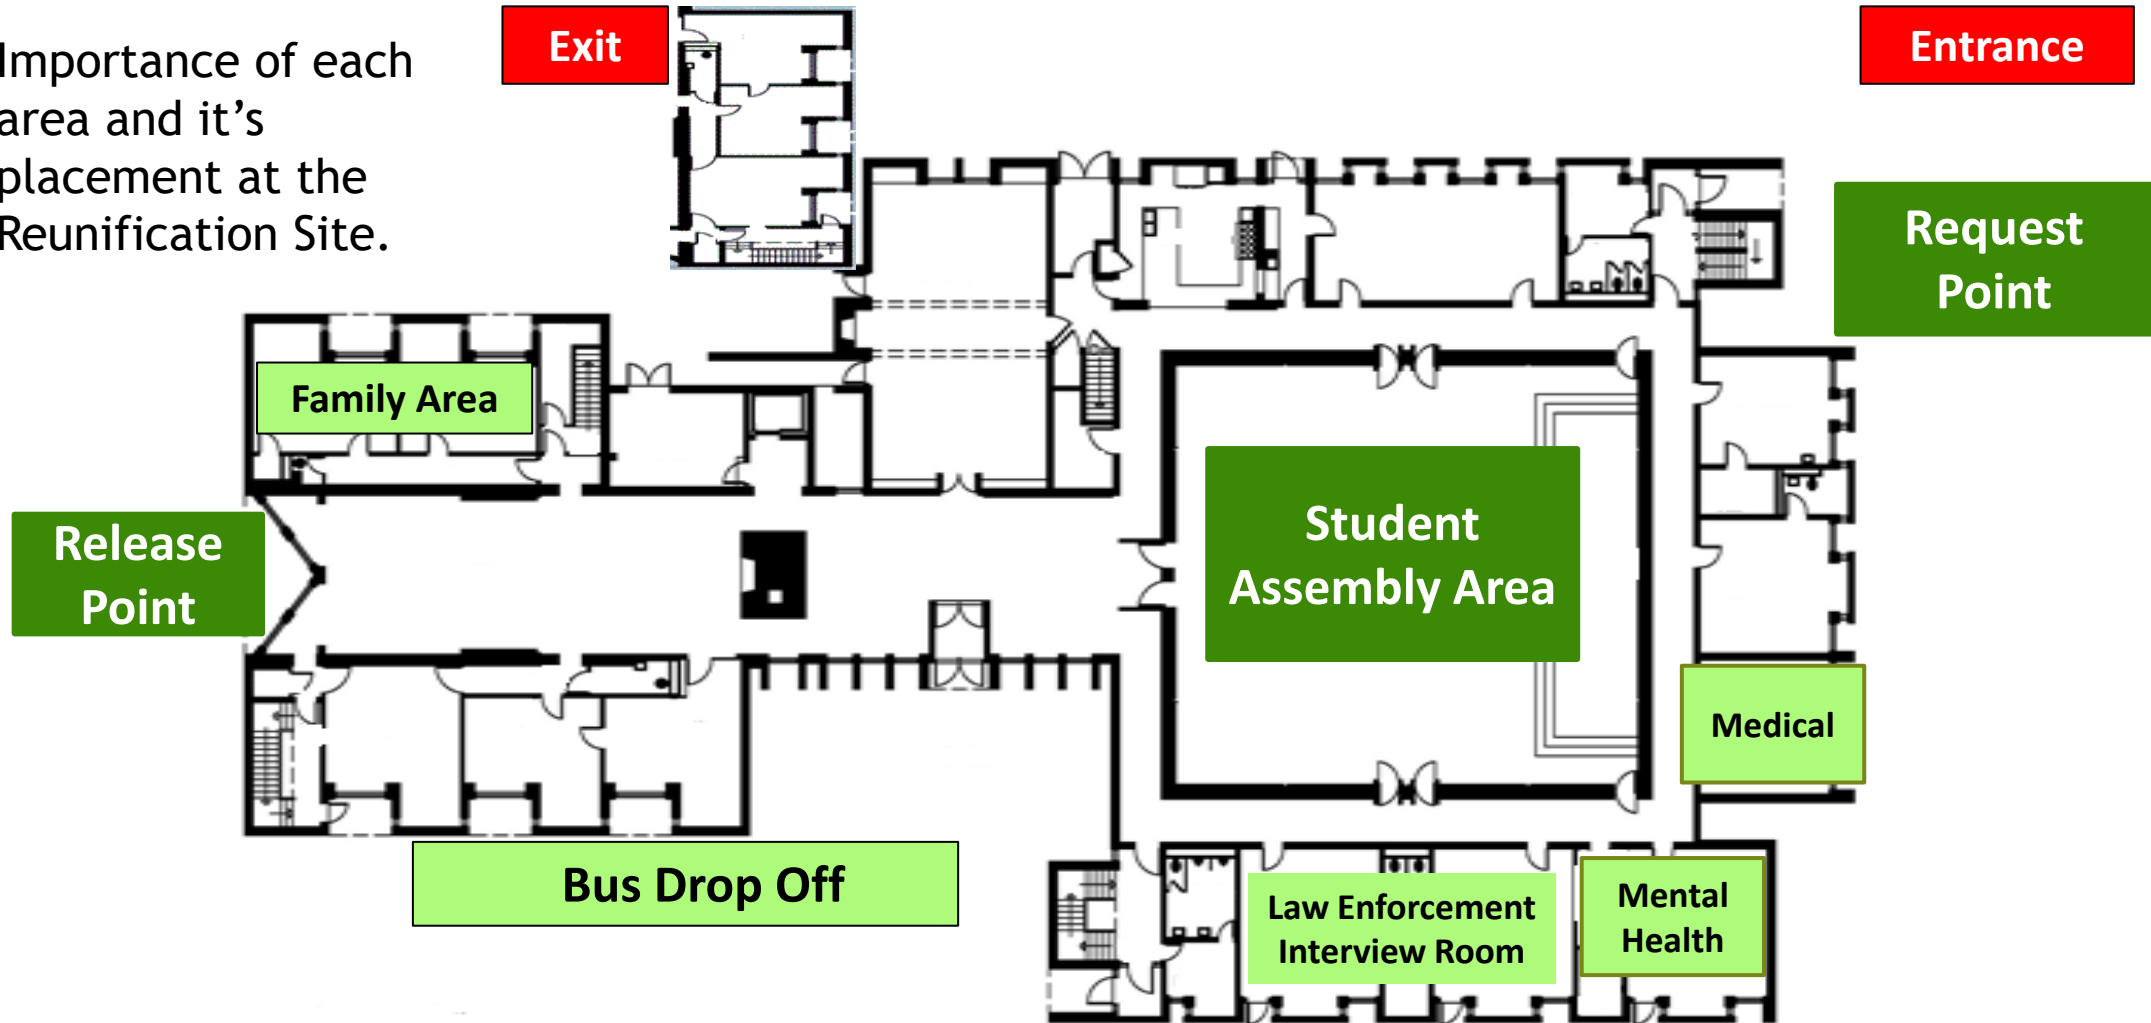 Importance of each
area and it’s
placement at the
Reunification Site.
Exit
Entrance
Request
Point
Family Area
Release
Point
Student
Assembly Area
Medical
Bus Drop Off
Law Enforcement
Interview Room
Mental
Health